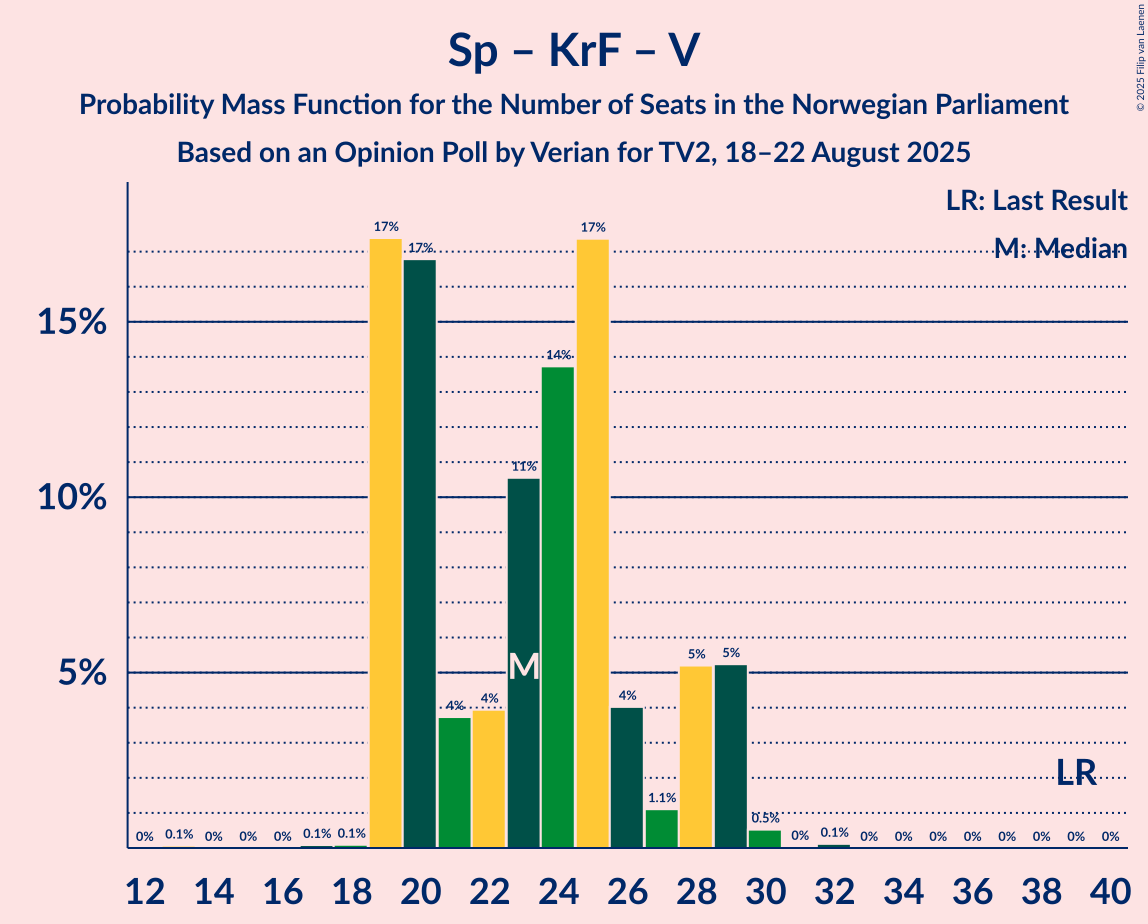 Sp – KrF – V
Probability Mass Function for the Number of Seats in the Norwegian Parliament
Based on an Opinion Poll by Verian for TV2, 18–22 August 2025
© 2025 Filip van Laenen
LR: Last Result
M: Median
15%
10%
5%
0% 0.1% 0% 0% 0% 0.1% 0.1% 17% 17% 4% 4% 11% 14% 17% 4% 1.1% 5% 5% 0.5% 0% 0.1% 0% 0% 0% 0% 0% 0% 0% 0%
M
LR
12 14 16 18 20 22 24 26 28 30 32 34 36 38 40